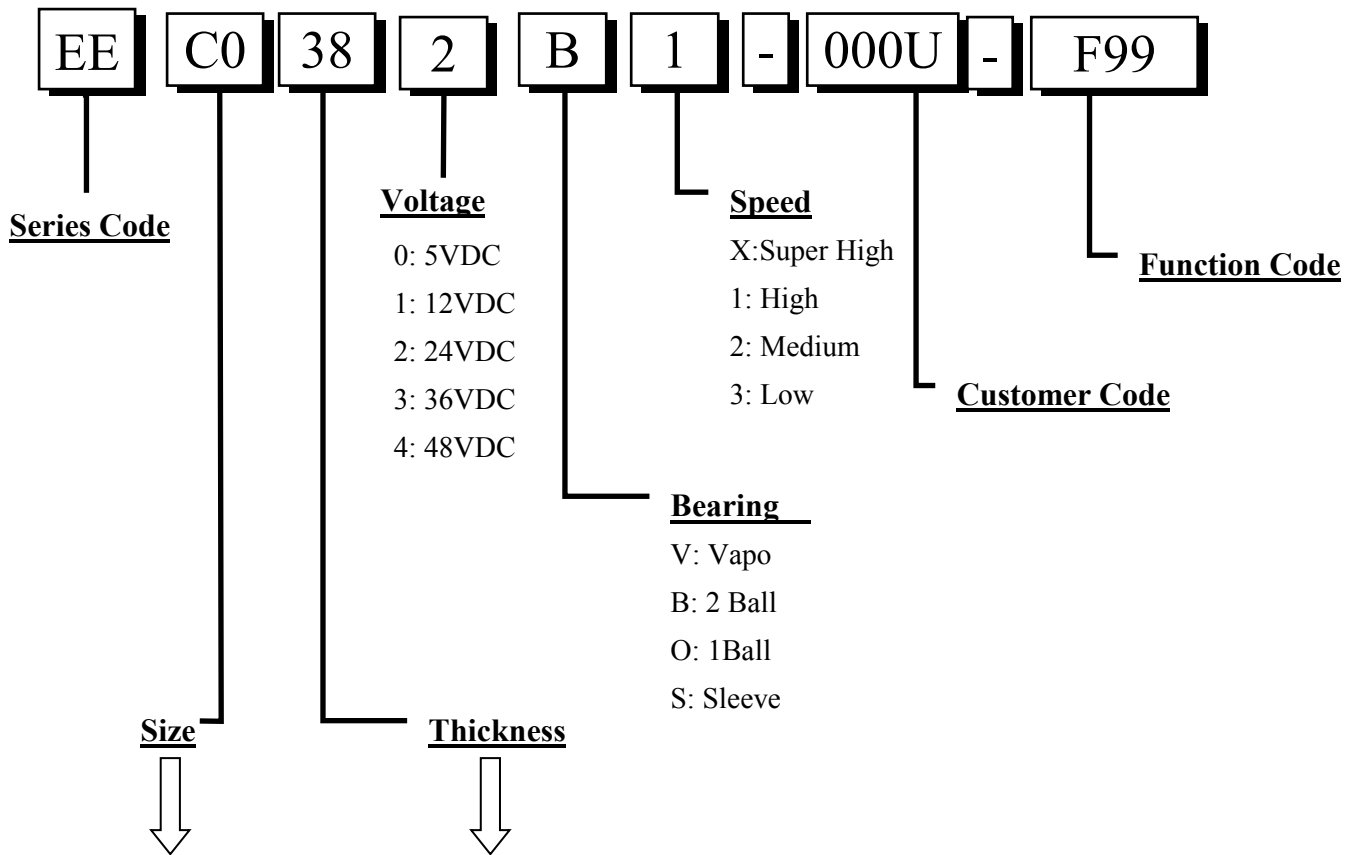 EE C0 38 2 B 1 - 000U - F99
Series Code
Voltage
0: 5VDC
1: 12VDC
2: 24VDC
3: 36VDC
4: 48VDC
Speed
X:Super High
1: High
2: Medium
3: Low
Function Code
Customer Code
Bearing
V: Vapo
B: 2 Ball
O: 1Ball
S: Sleeve
Size
Thickness